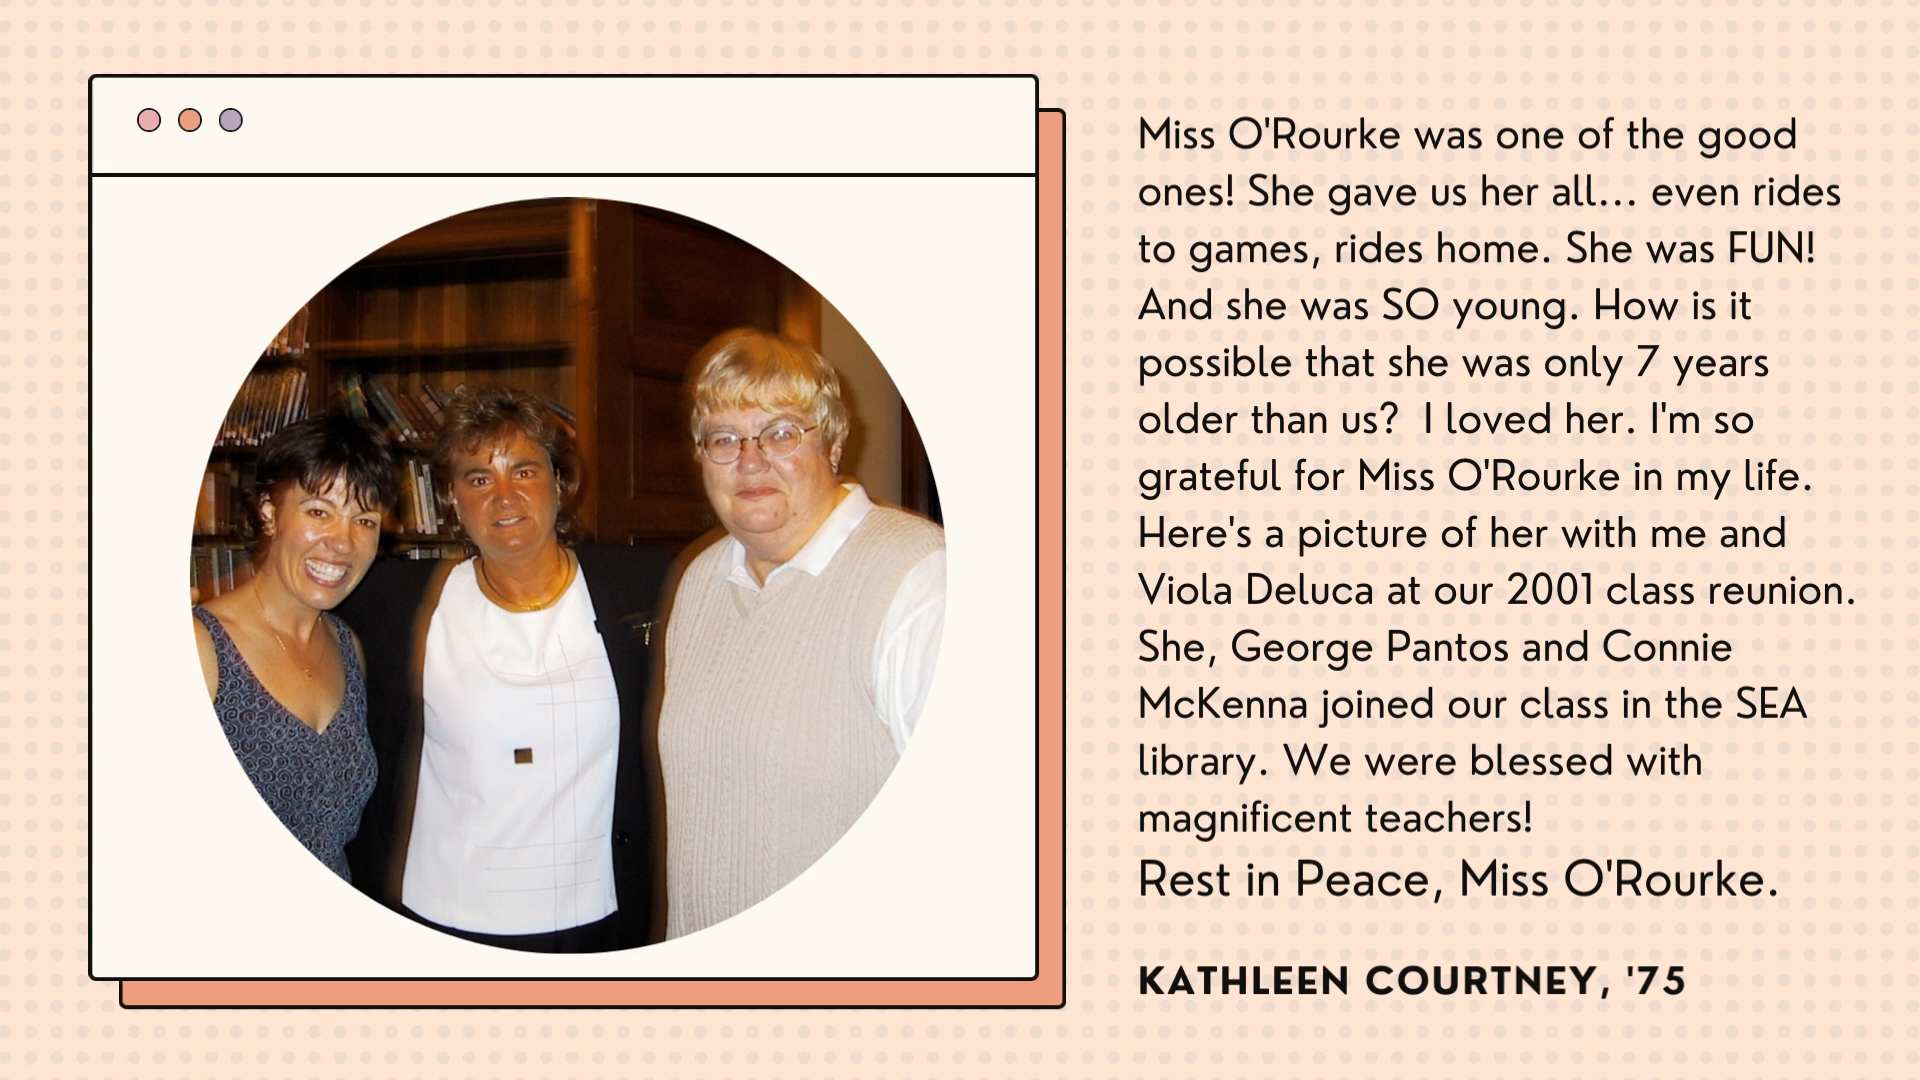 Miss O'Rourke was one of the good
ones! She gave us her all... even rides
to games, rides home. She was FUN!
And she was SO young. How is it
possible that she was only 7 years
older than us?  I loved her. I'm so
grateful for Miss O'Rourke in my life.
Here's a picture of her with me and
Viola Deluca at our 2001 class reunion.
She, George Pantos and Connie
McKenna joined our class in the SEA
library. We were blessed with
magnificent teachers!
Rest in Peace, Miss O'Rourke.
KATHLEEN COURTNEY, '75